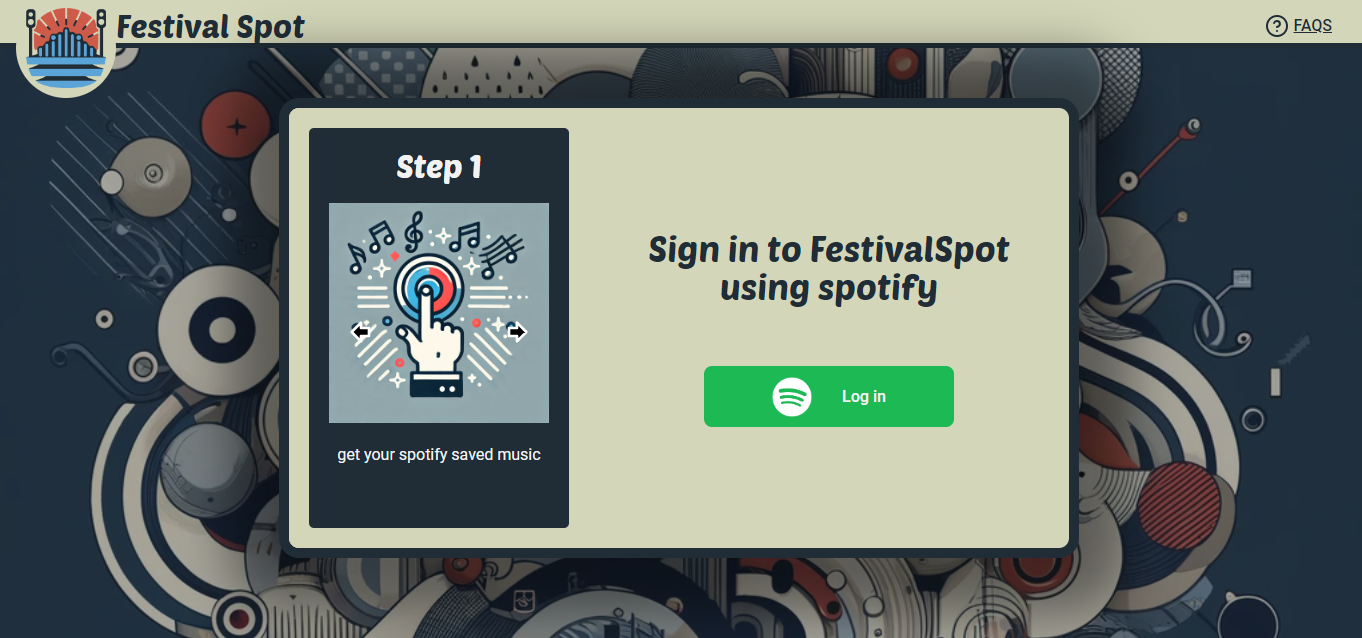 Festival Spot
FAQS
Step 1
get your spotify saved music
Sign in to FestivalSpot
using spotify
Log in